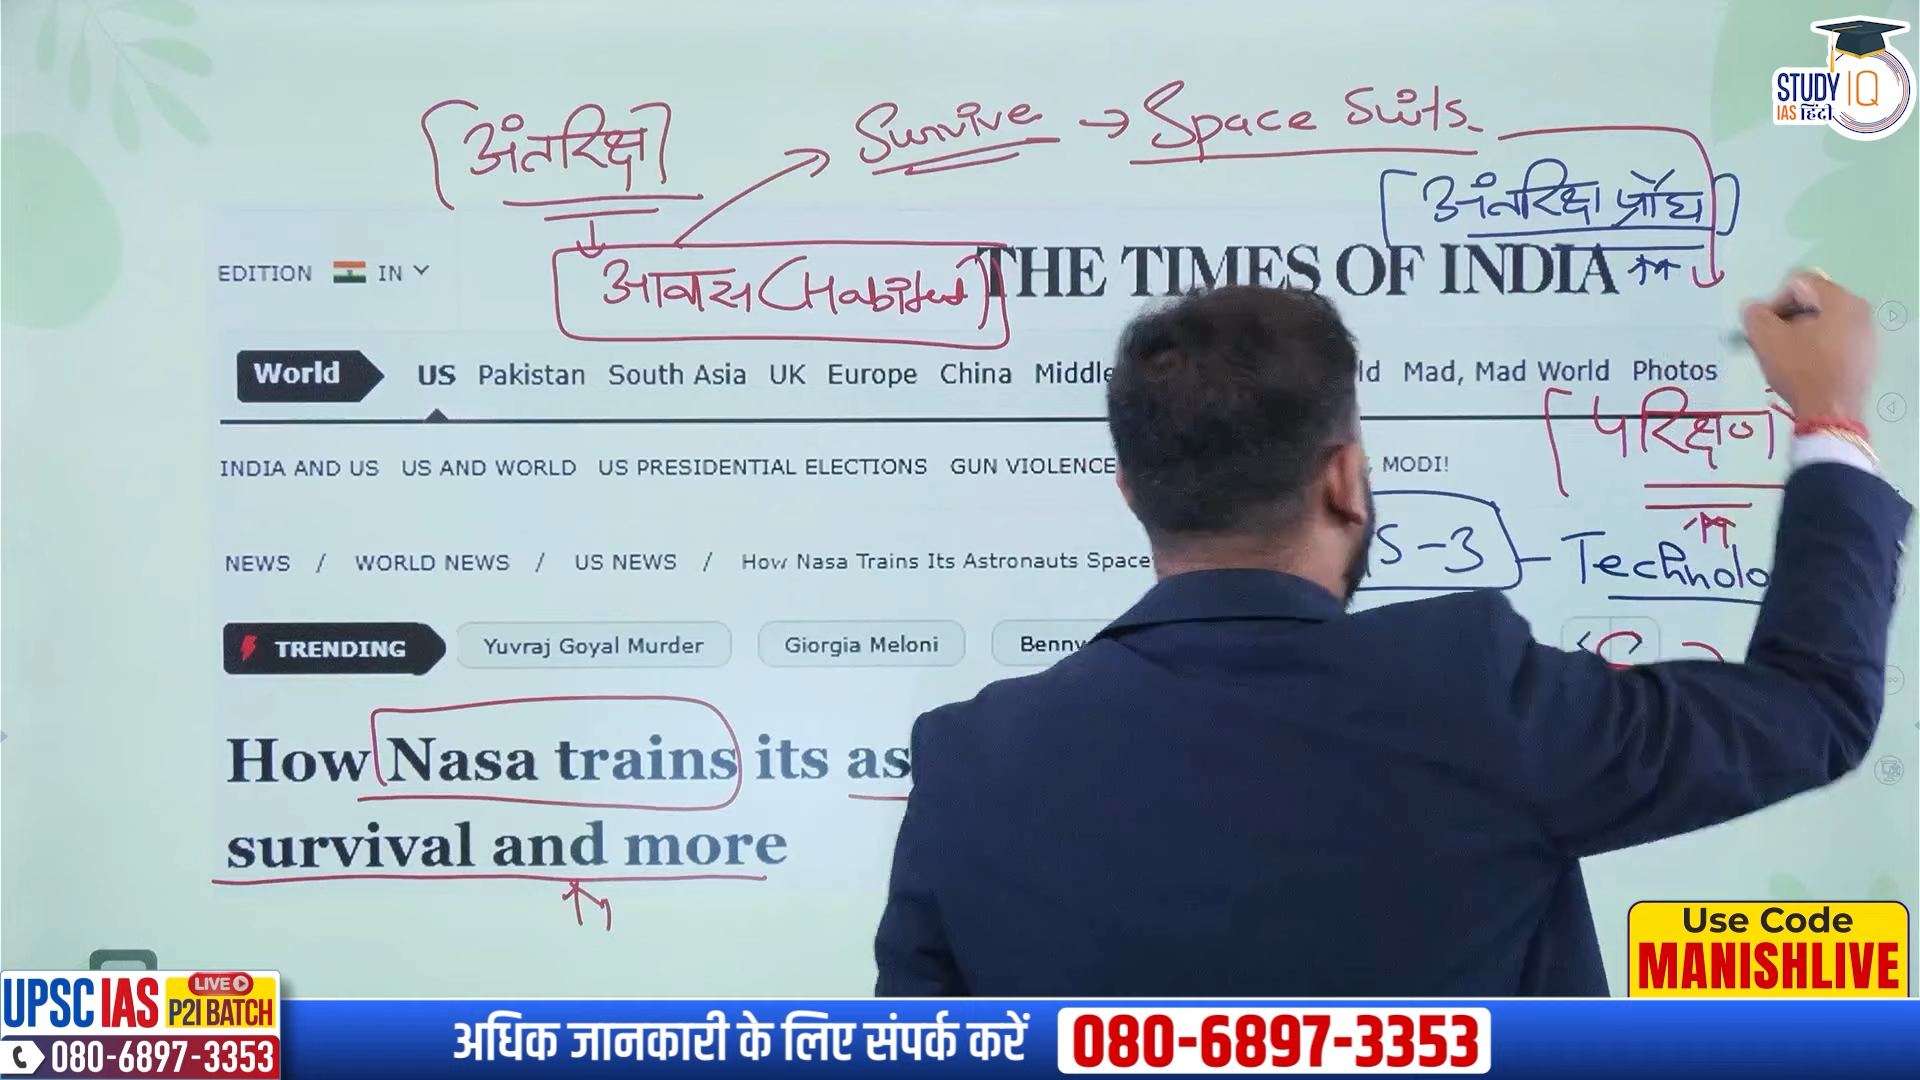 STUDY IQ
IAS हिंदी
[अंतरिक्ष]
Survive → Space Suits
[अंतरिक्ष प्रौद्यो]
EDITION IN
आवास (Habitat)
THE TIMES OF INDIA
World US Pakistan South Asia UK Europe China Middle ld Mad, Mad World Photos
परिक्षण
INDIA AND US US AND WORLD US PRESIDENTIAL ELECTIONS GUN VIOLENCE MODI!
S-3 - Technolo
NEWS / WORLD NEWS / US NEWS / How Nasa Trains Its Astronauts Space
TRENDING Yuvraj Goyal Murder Giorgia Meloni Benny
How Nasa trains its as
survival and more
Use Code
MANISHLIVE
UPSC IAS LIVE P2I BATCH
080-6897-3353
अधिक जानकारी के लिए संपर्क करें 080-6897-3353